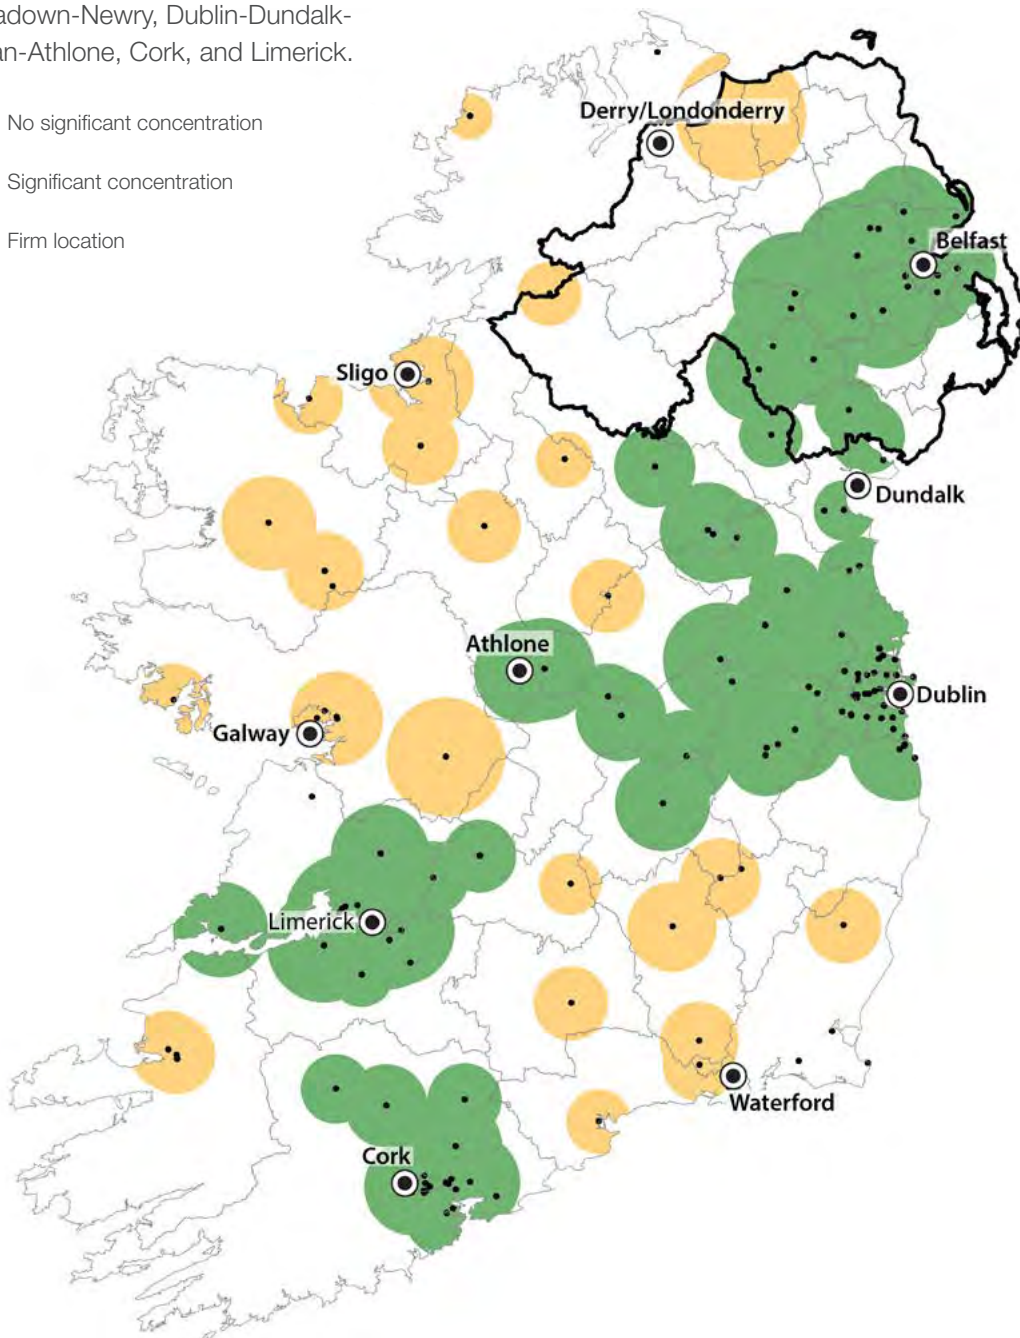 adown-Newry, Dublin-Dundalk-
an-Athlone, Cork, and Limerick.
No significant concentration
Significant concentration
Firm location
Derry/Londonderry
Belfast
Sligo
Dundalk
Athlone
Dublin
Galway
Limerick
Waterford
Cork